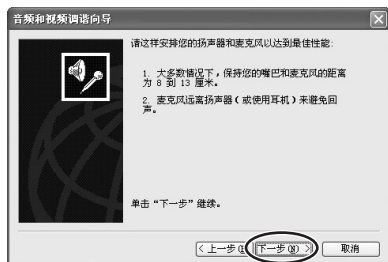 音频和视频调谐向导
请这样安排您的扬声器和麦克风以达到最佳性能:
1. 大多数情况下，保持您的嘴巴和麦克风的距离
为 8 到 13 厘米。
2. 麦克风远离扬声器(或使用耳机)来避免回
声。
单击“下一步”继续。
<上一步(B) 下一步(N)> 取消